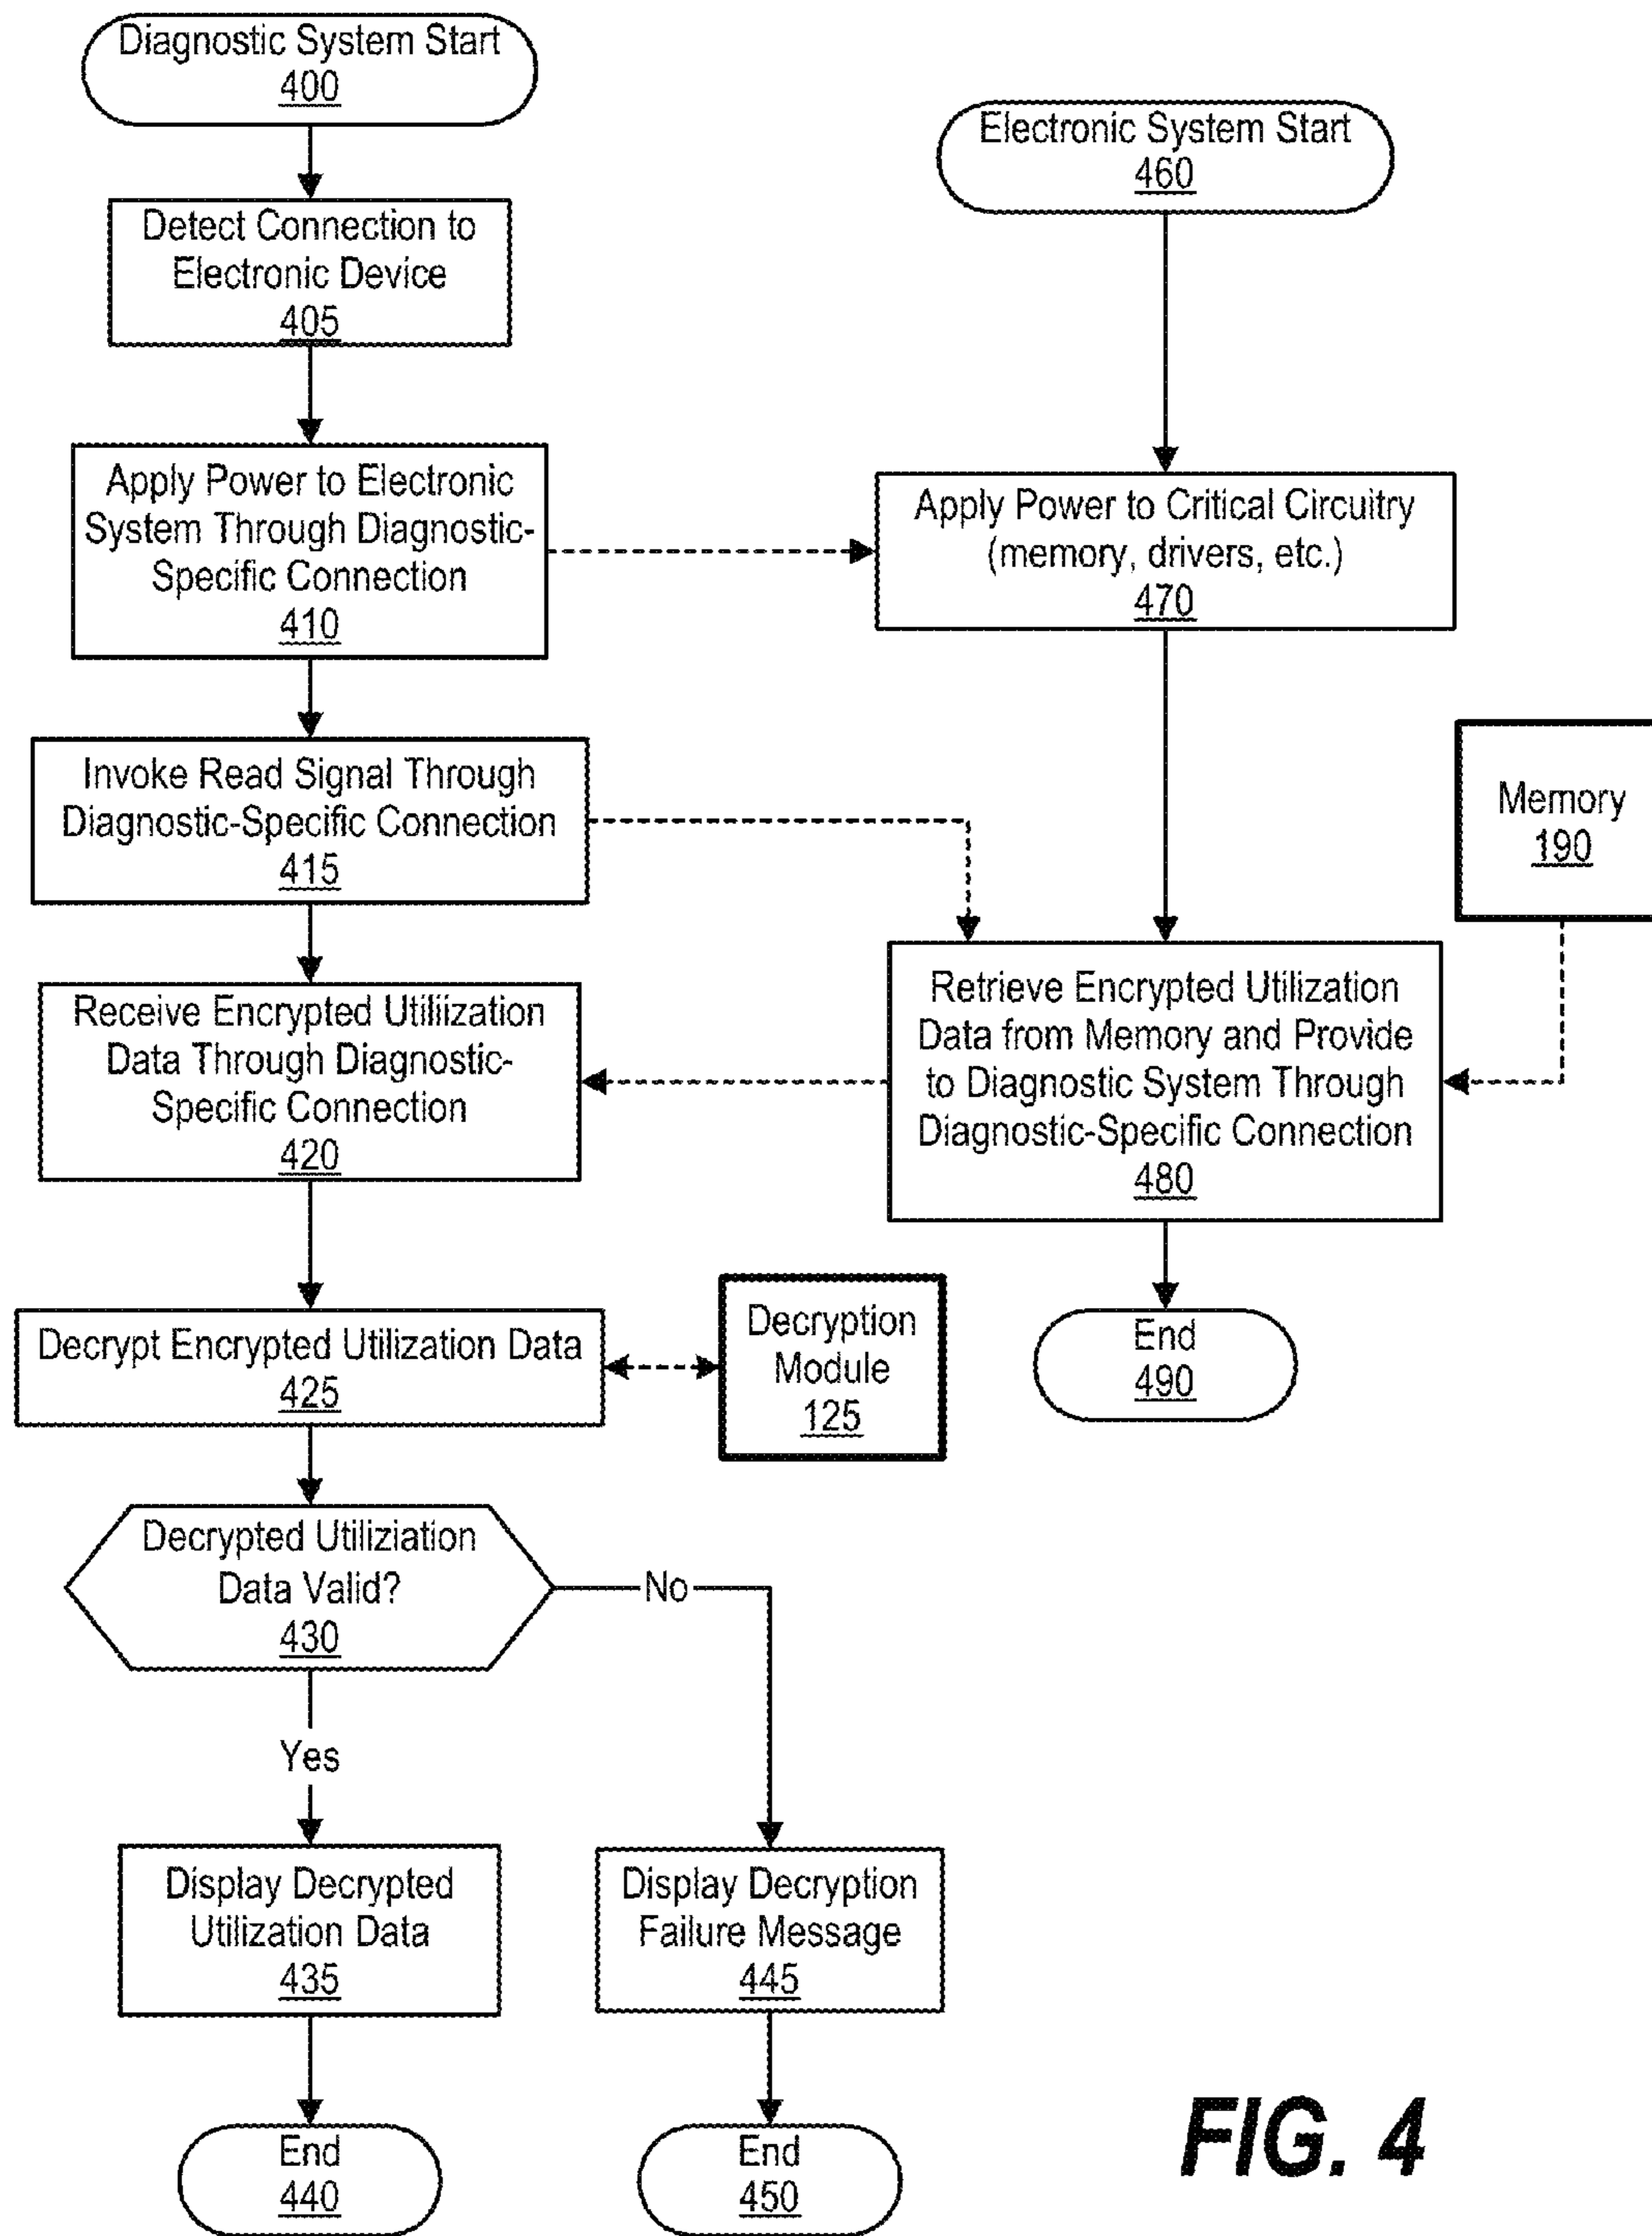 Diagnostic System Start
400
Detect Connection to
Electronic Device
405
Apply Power to Electronic
System Through Diagnostic-
Specific Connection
410
Invoke Read Signal Through
Diagnostic-Specific Connection
415
Receive Encrypted Utiliization
Data Through Diagnostic-
Specific Connection
420
Decrypt Encrypted Utilization Data
425
Decryption
Module
125
Decrypted Utiliziation
Data Valid?
430
No
Yes
Display Decrypted
Utilization Data
435
End
440
Display Decryption
Failure Message
445
End
450
Electronic System Start
460
Apply Power to Critical Circuitry
(memory, drivers, etc.)
470
Memory
190
Retrieve Encrypted Utilization
Data from Memory and Provide
to Diagnostic System Through
Diagnostic-Specific Connection
480
End
490
FIG. 4